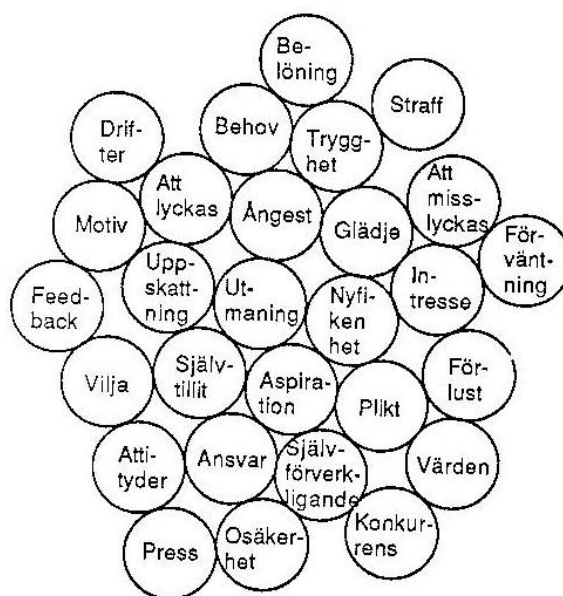 Be-
löning
Straff
Drif-
ter
Behov
Trygg-
het
Att
lyckas
Att
miss-
lyckas
Motiv
Ångest
Glädje
För-
vänt-
ning
Upp-
skatt-
ning
Ut-
maning
Nyfi-
ken
het
In-
tresse
Feed-
back
Vilja
Själv-
tillit
Aspira-
tion
Plikt
För-
lust
Atti-
tyder
Ansvar
Själv-
förverk-
ligande
Värden
Press
Osäker-
het
Konkur-
rens